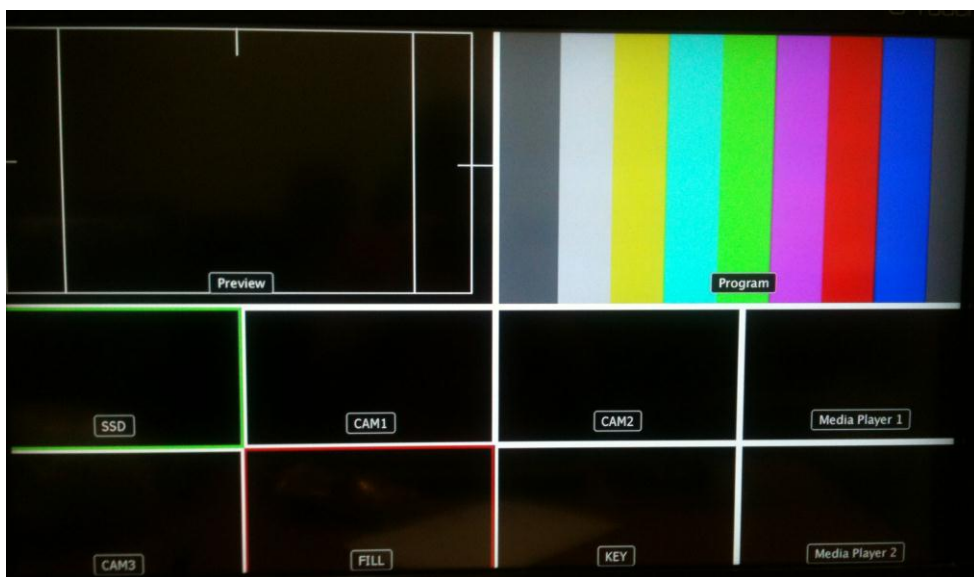 Preview
Program
SSD
CAM1
CAM2
Media Player 1
CAM3
FILL
KEY
Media Player 2